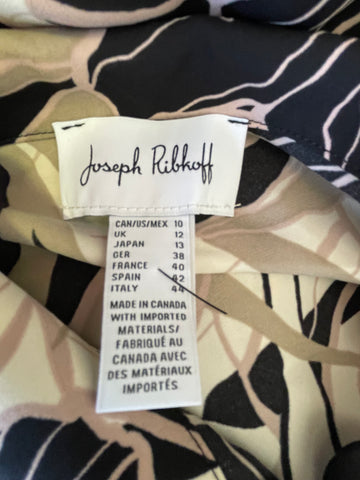 Joseph Ribkoff
CAN/US/MEX 10
UK 12
JAPAN 13
GER 38
FRANCE 40
SPAIN 42
ITALY 44
MADE IN CANADA
WITH IMPORTED
MATERIALS/
FABRIQUÉ AU
CANADA AVEC
DES MATÉRIAUX
IMPORTÉS